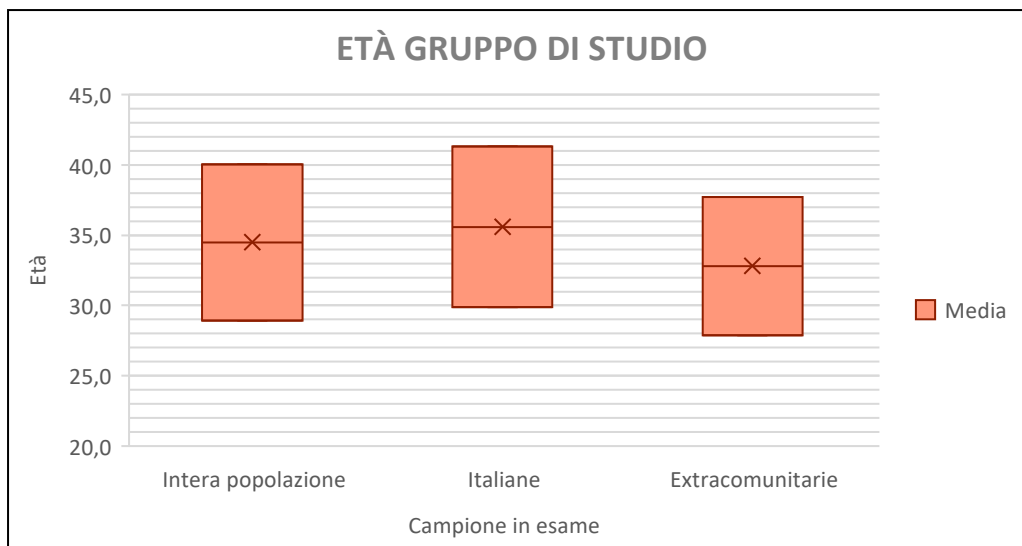 ETÀ GRUPPO DI STUDIO
45,0
40,0
35,0
30,0
25,0
20,0
Età
Intera popolazione
Italiane
Extracomunitarie
Campione in esame
Media